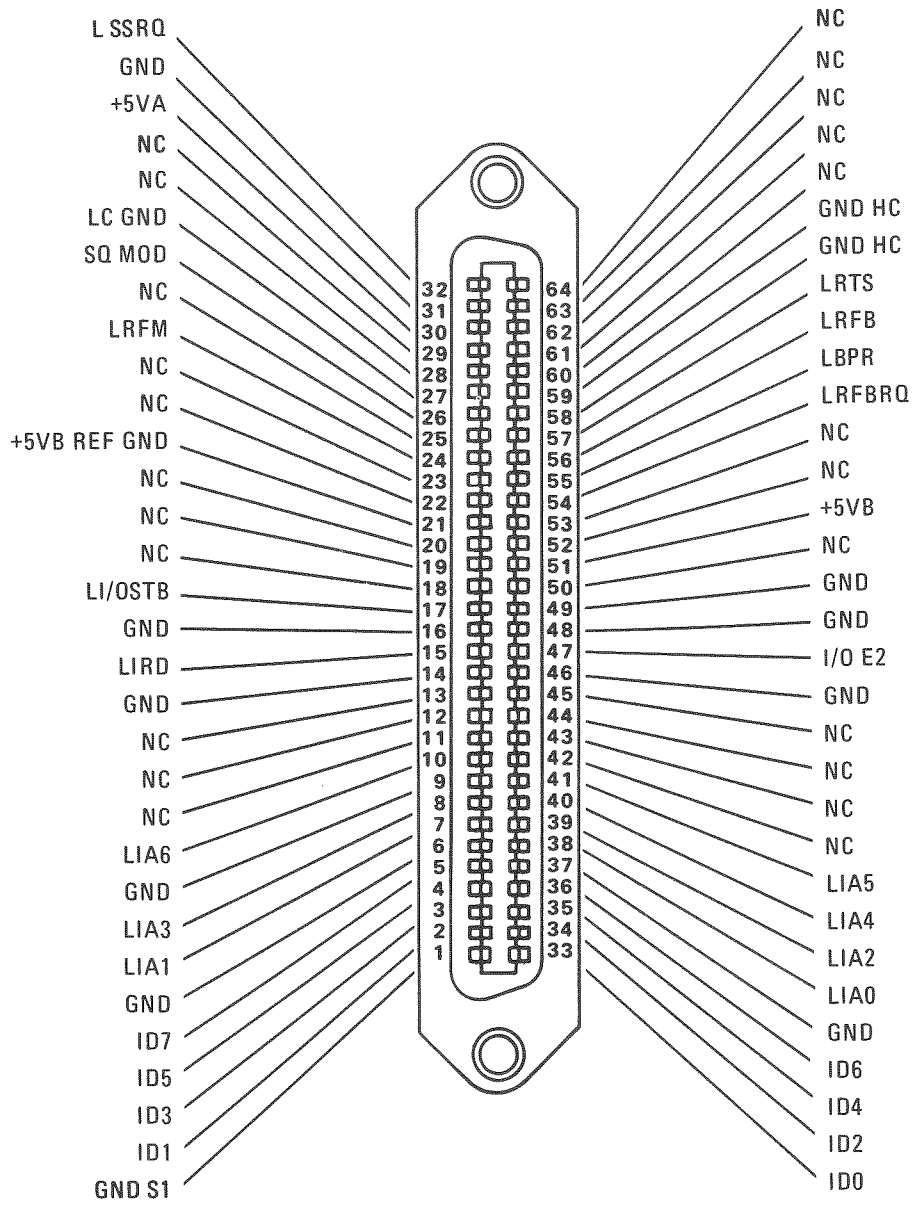 L SSRQ
GND
+5VA
NC
NC
LC GND
SQ MOD
NC
LRFM
NC
NC
+5VB REF GND
NC
NC
NC
LI/OSTB
GND
LIRD
GND
NC
NC
NC
LIA6
GND
LIA3
LIA1
GND
ID7
ID5
ID3
ID1
GND S1
32
31
30
29
28
27
26
25
24
23
22
21
20
19
18
17
16
15
14
13
12
11
10
9
8
7
6
5
4
3
2
1
64
63
62
61
60
59
58
57
56
55
54
53
52
51
50
49
48
47
46
45
44
43
42
41
40
39
38
37
36
35
34
33
NC
NC
NC
NC
NC
GND HC
GND HC
LRTS
LRFB
LBPR
LRFBRQ
NC
NC
+5VB
NC
GND
GND
I/O E2
GND
NC
NC
NC
NC
LIA5
LIA4
LIA2
LIA0
GND
ID6
ID4
ID2
ID0